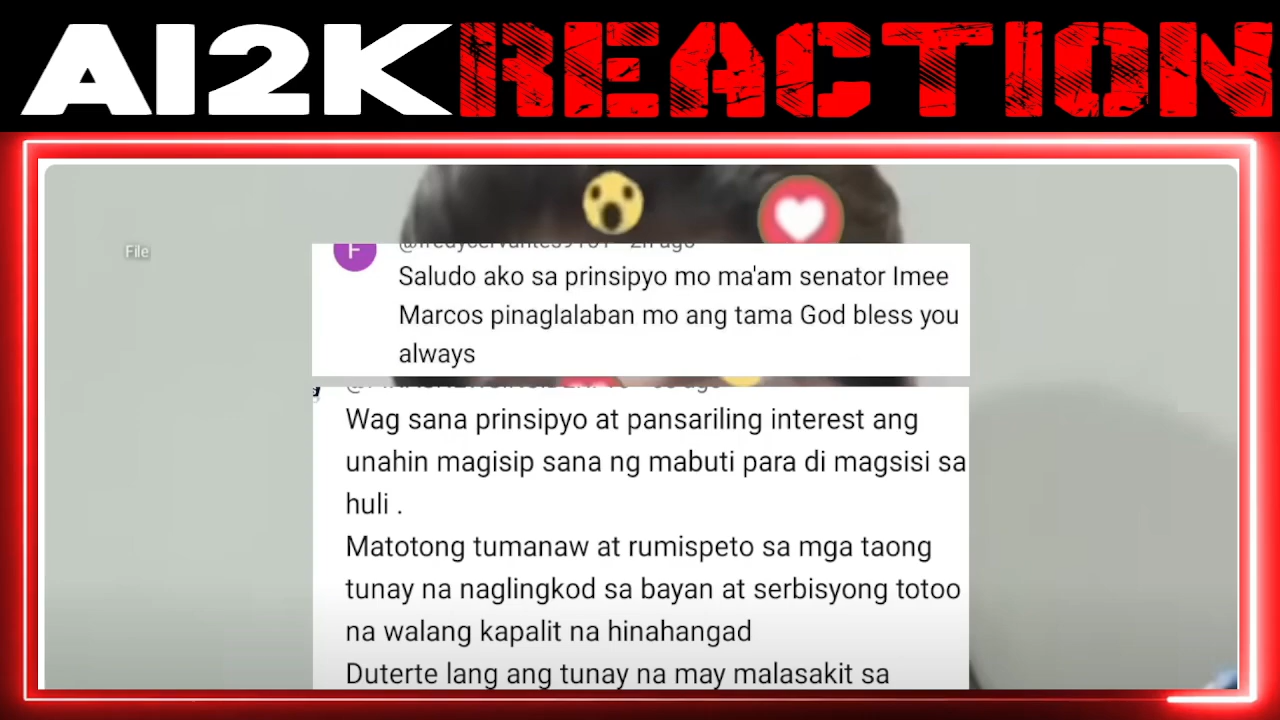 AI2KREACTION
File
F
Saludo ako sa prinsipyo mo ma'am senator Imee
Marcos pinaglalaban mo ang tama God bless you
always
Wag sana prinsipyo at pansariling interest ang
unahin magisip sana ng mabuti para di magsisi sa
huli .
Matotong tumanaw at rumispeto sa mga taong
tunay na naglingkod sa bayan at serbisyong totoo
na walang kapalit na hinahangad
Duterte lang ang tunay na may malasakit sa